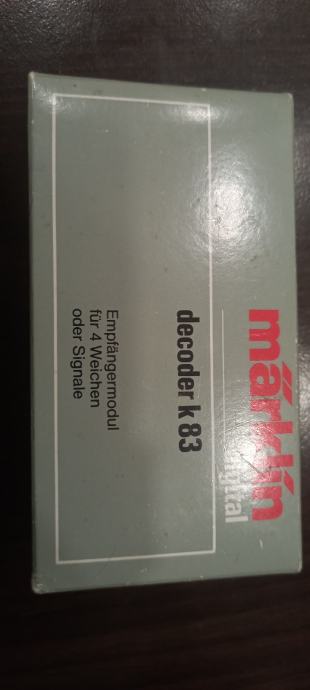 märklin
digital
decoder k 83
Empfängermodul
für 4 Weichen
oder Signale